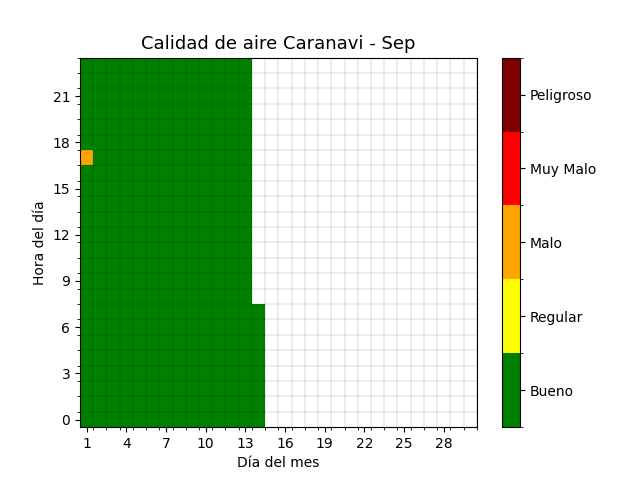 Calidad de aire Caranavi - Sep
Hora del día
21
18
15
12
9
6
3
0
1 4 7 10 13 16 19 22 25 28
Día del mes
Peligroso
Muy Malo
Malo
Regular
Bueno